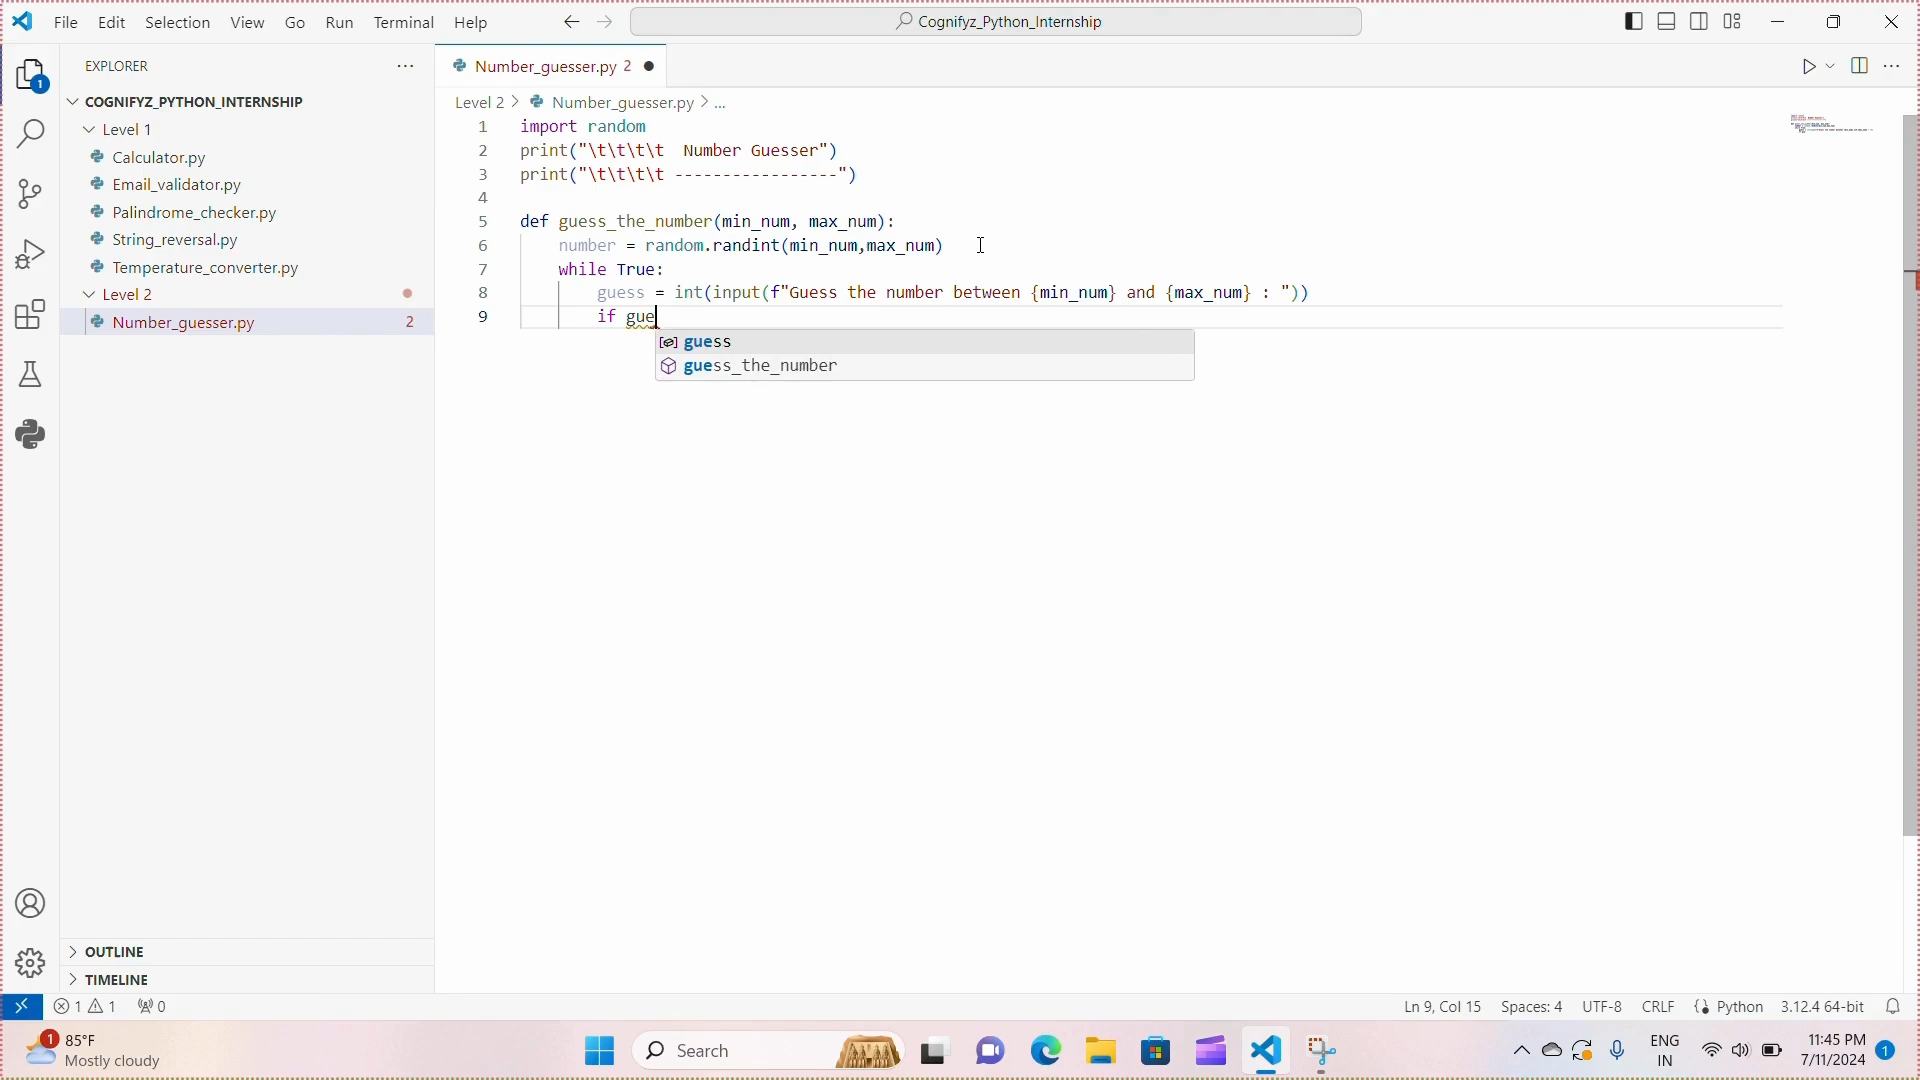 File Edit Selection View Go Run Terminal Help
Cognifyz_Python_Internship
EXPLORER
COGNIFYZ_PYTHON_INTERNSHIP
Level 1
Calculator.py
Email_validator.py
Palindrome_checker.py
String_reversal.py
Temperature_converter.py
Level 2
Number_guesser.py 2
OUTLINE
TIMELINE
1
Number_guesser.py 2
Level 2 > Number_guesser.py > ...
1 import random
2 print("\t\t\t\t  Number Guesser")
3 print("\t\t\t\t -----------------")
4
5 def guess_the_number(min_num, max_num):
6     number = random.randint(min_num,max_num)
7     while True:
8         guess = int(input(f"Guess the number between {min_num} and {max_num} : "))
9         if gue
guess
guess_the_number
1 1 0
Ln 9, Col 15 Spaces: 4 UTF-8 CRLF Python 3.12.4 64-bit
1 85°F
Mostly cloudy
Search
ENG
IN
11:45 PM
7/11/2024
1